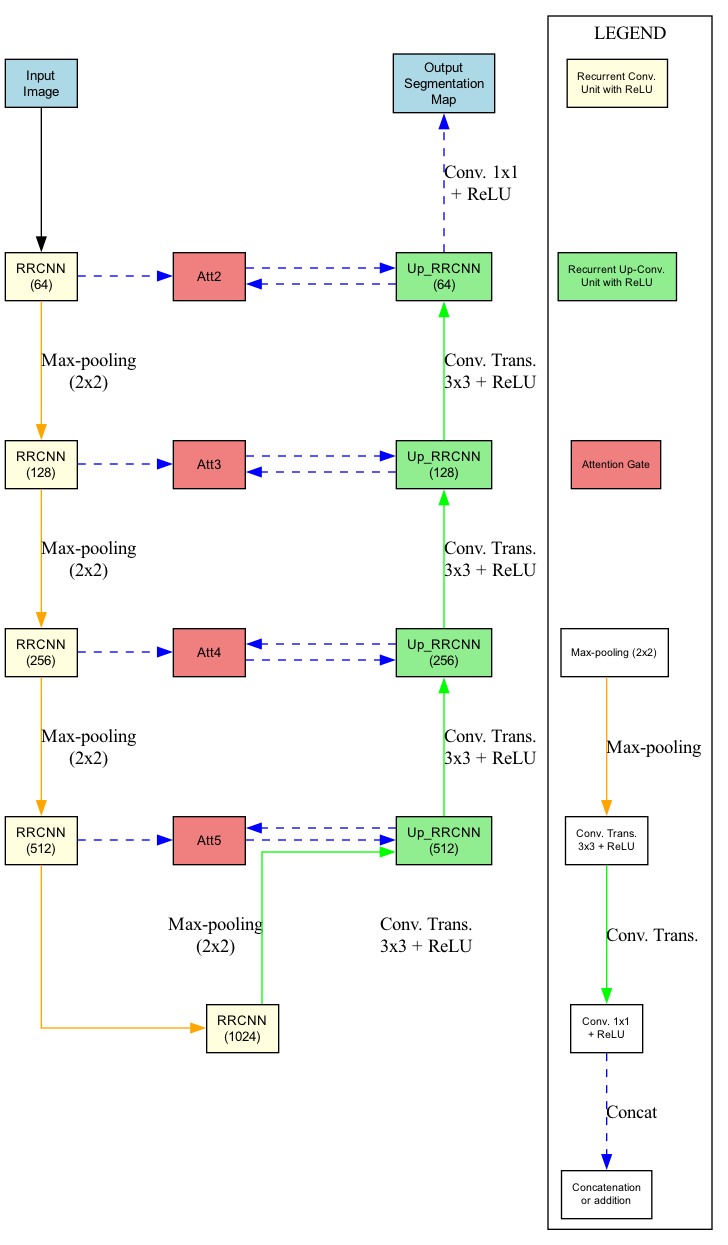 LEGEND
Input
Image
Output
Segmentation
Map
Recurrent Conv.
Unit with ReLU
Conv. 1x1
+ ReLU
RRCNN
(64)
Att2
Up_RRCNN
(64)
Recurrent Up-Conv.
Unit with ReLU
Max-pooling
(2x2)
Conv. Trans.
3x3 + ReLU
RRCNN
(128)
Att3
Up_RRCNN
(128)
Attention Gate
Max-pooling
(2x2)
Conv. Trans.
3x3 + ReLU
RRCNN
(256)
Att4
Up_RRCNN
(256)
Max-pooling (2x2)
Max-pooling
(2x2)
Conv. Trans.
3x3 + ReLU
Max-pooling
RRCNN
(512)
Att5
Up_RRCNN
(512)
Conv. Trans.
3x3 + ReLU
Max-pooling
(2x2)
Conv. Trans.
3x3 + ReLU
Conv. Trans.
RRCNN
(1024)
Conv. 1x1
+ ReLU
Concat
Concatenation
or addition